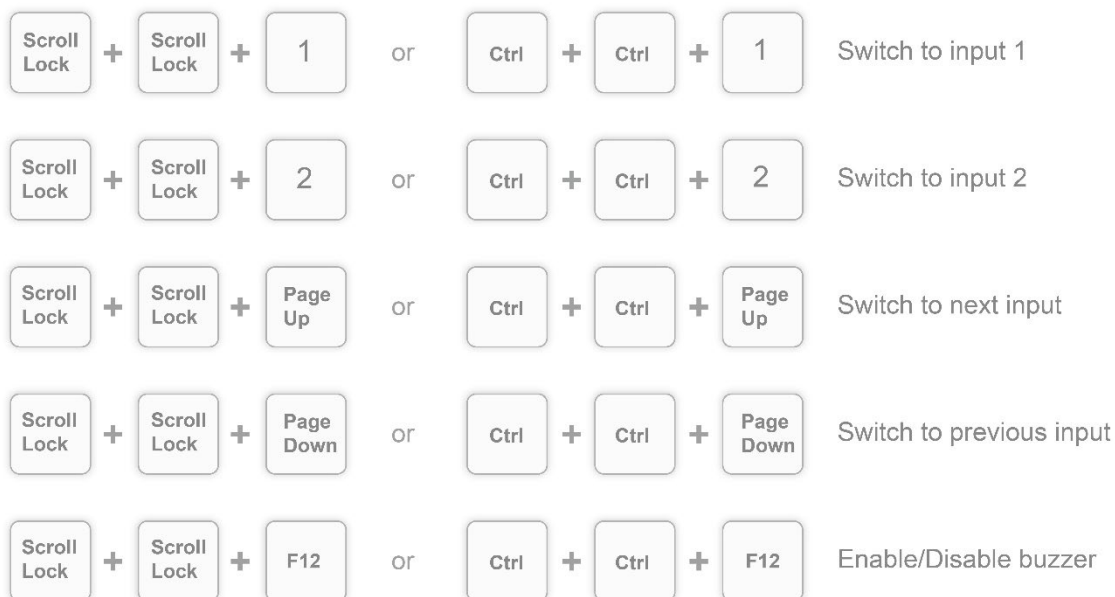 Scroll Lock + Scroll Lock + 1 or Ctrl + Ctrl + 1 Switch to input 1
Scroll Lock + Scroll Lock + 2 or Ctrl + Ctrl + 2 Switch to input 2
Scroll Lock + Scroll Lock + Page Up or Ctrl + Ctrl + Page Up Switch to next input
Scroll Lock + Scroll Lock + Page Down or Ctrl + Ctrl + Page Down Switch to previous input
Scroll Lock + Scroll Lock + F12 or Ctrl + Ctrl + F12 Enable/Disable buzzer